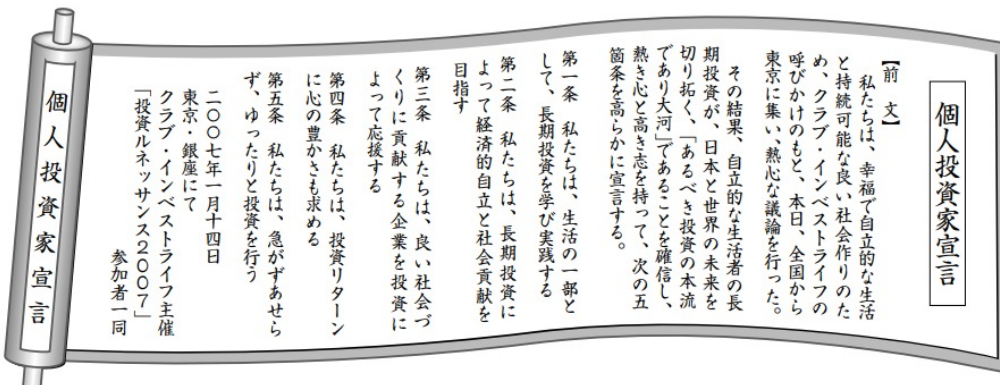 個人投資家宣言
【前 文】
私たちは、幸福で自立的な生活
と持続可能な良い社会作りのた
め、クラブ・インベストライフの
呼びかけのもと、本日、全国から
東京に集い、熱心な議論を行った。
その結果、自立的な生活者の長
期投資が、日本と世界の未来を
切り拓く、「あるべき投資の本流
であり大河」であることを確信し、
熱き心と高き志を持って、次の五
箇条を高らかに宣言する。
第一条 私たちは、生活の一部と
して、長期投資を学び実践する
第二条 私たちは、長期投資に
よって経済的自立と社会貢献を
目指す
第三条 私たちは、良い社会づ
くりに貢献する企業を投資に
よって応援する
第四条 私たちは、投資リターン
に心の豊かさも求める
第五条 私たちは、急がずあせら
ず、ゆったりと投資を行う
二〇〇七年一月十四日
東京・銀座にて
クラブ・インベストライフ主催
「投資ルネッサンス2007」
参加者一同
個人投資家宣言